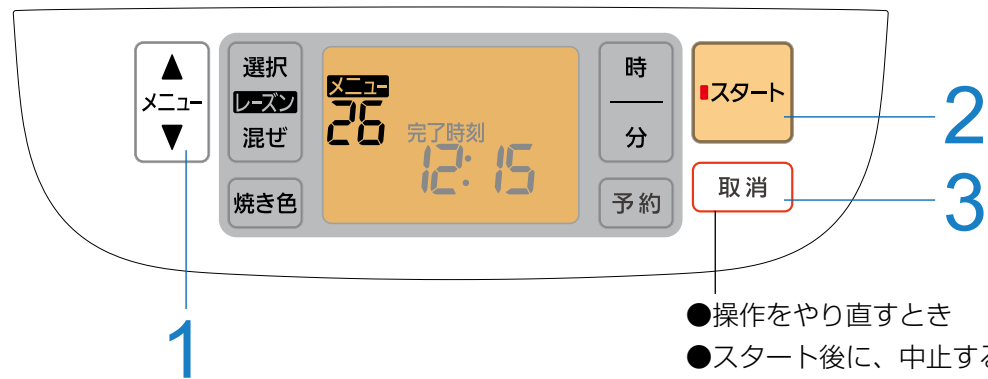 ▲
メニュー
▼
選択
レーズン
混ぜ
焼き色
メニュー
26
完了時刻
12:15
時
分
予約
スタート
取消
1
2
3
●操作をやり直すとき
●スタート後に、中止する